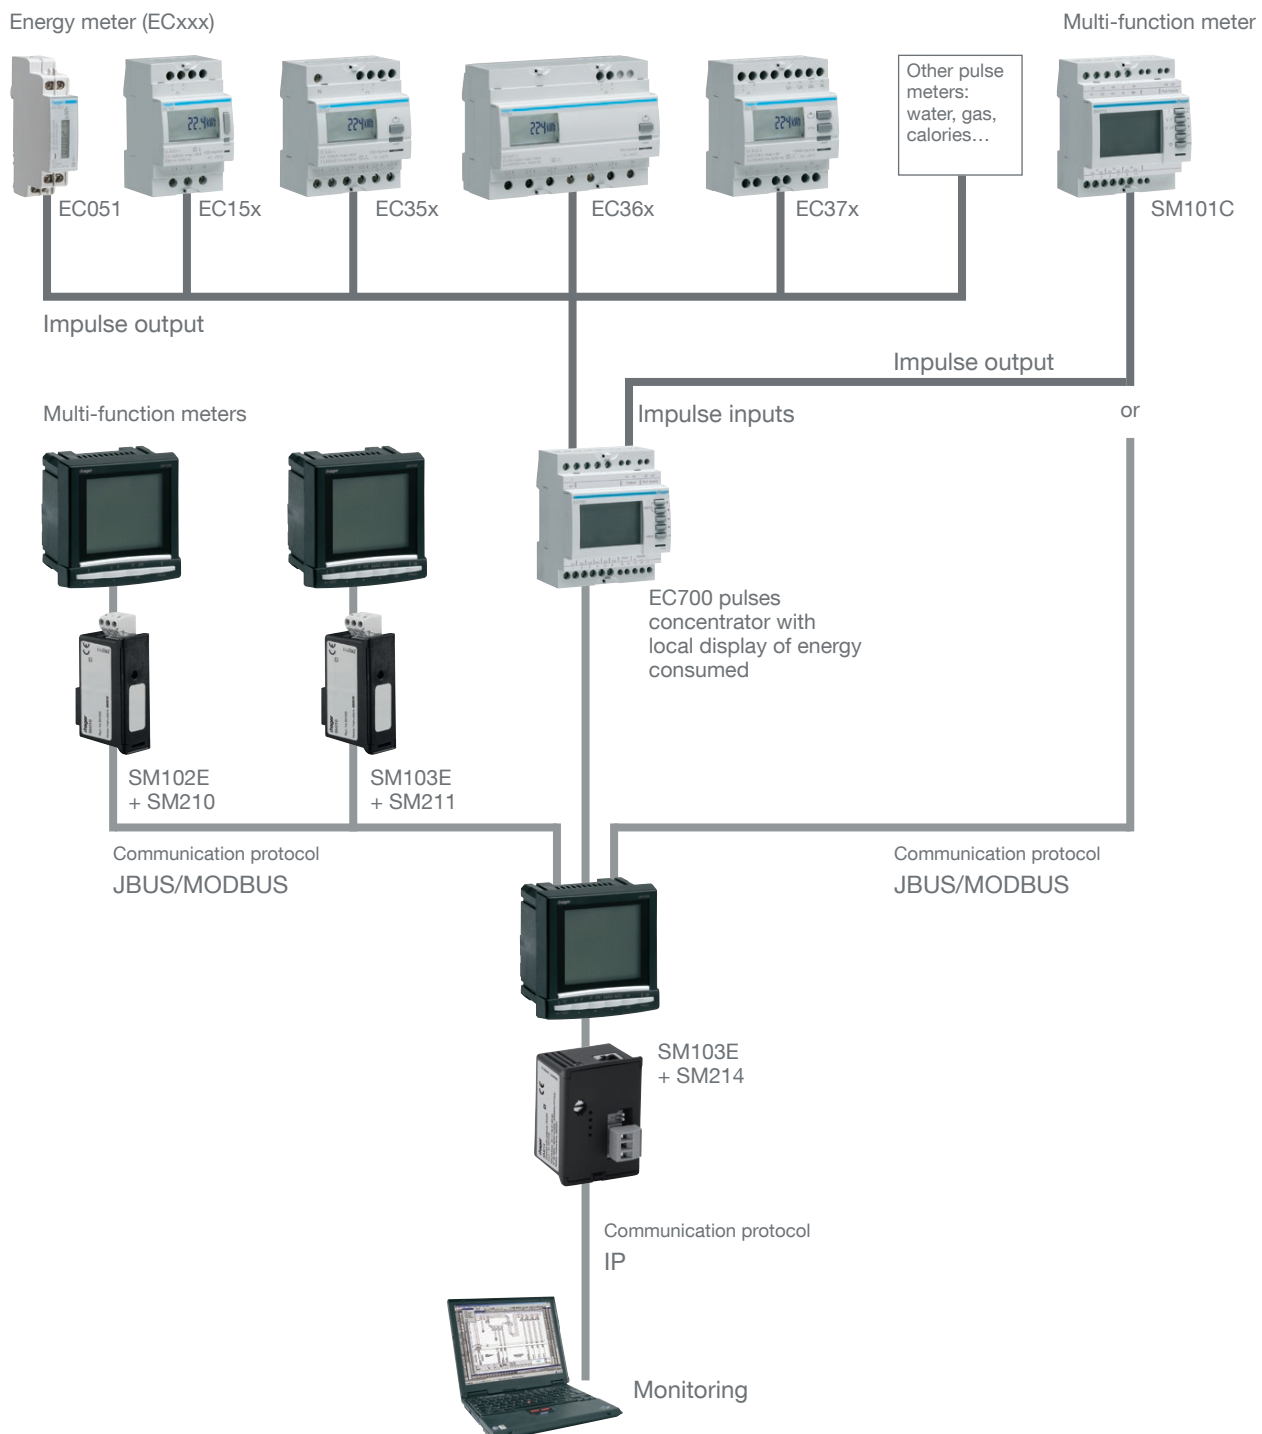 Energy meter (ECxxx)
Multi-function meter
Other pulse
meters:
water, gas,
calories...
EC051
EC15x
EC35x
EC36x
EC37x
SM101C
Impulse output
Impulse output
Multi-function meters
Impulse inputs
or
EC700 pulses
concentrator with
local display of energy
consumed
SM102E
+ SM210
SM103E
+ SM211
Communication protocol
JBUS/MODBUS
Communication protocol
JBUS/MODBUS
SM103E
+ SM214
Communication protocol
IP
Monitoring